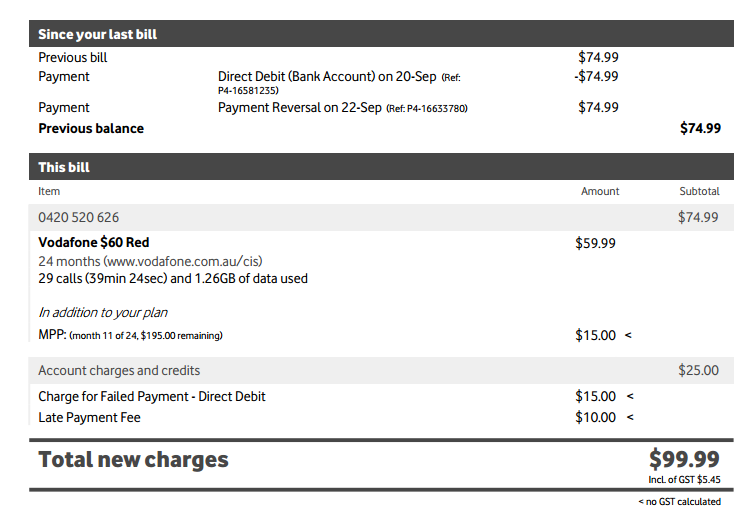 Since your last bill
Previous bill $74.99
Payment Direct Debit (Bank Account) on 20-Sep (Ref: -$74.99
P4-16581235)
Payment Payment Reversal on 22-Sep (Ref: P4-16633780) $74.99
Previous balance $74.99
This bill
Item Amount Subtotal
0420 520 626 $74.99
Vodafone $60 Red $59.99
24 months (www.vodafone.com.au/cis)
29 calls (39min 24sec) and 1.26GB of data used
In addition to your plan
MPP: (month 11 of 24, $195.00 remaining) $15.00 <
Account charges and credits $25.00
Charge for Failed Payment - Direct Debit $15.00 <
Late Payment Fee $10.00 <
Total new charges $99.99
Incl. of GST $5.45
< no GST calculated